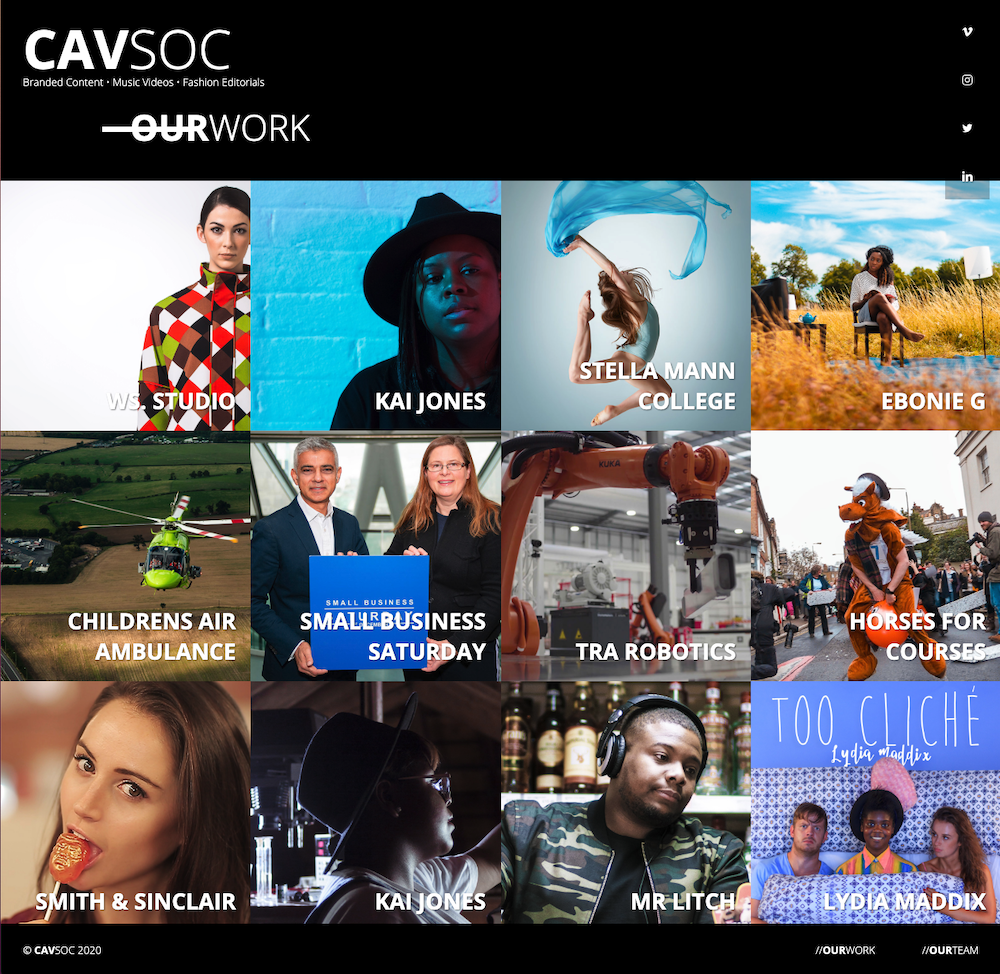 CAVSOC
Branded Content • Music Videos • Fashion Editorials
OURWORK
WS. STUDIO
KAI JONES
STELLA MANN
COLLEGE
EBONIE G
CHILDRENS AIR
AMBULANCE
SMALL BUSINESS
SMALL BUSINESS
SATURDAY
KUKA
TRA ROBOTICS
HORSES FOR
COURSES
SMITH & SINCLAIR
KAI JONES
MR LITCH
TOO CLICHÉ
Lydia Maddix
LYDIA MADDIX
© CAVSOC 2020
//OURWORK
//OURTEAM